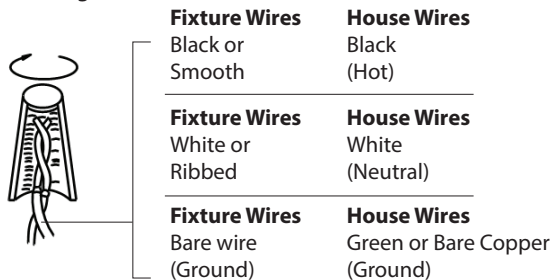 Fixture Wires House Wires
Black or Black
Smooth (Hot)
Fixture Wires House Wires
White or White
Ribbed (Neutral)
Fixture Wires House Wires
Bare wire Green or Bare Copper
(Ground) (Ground)